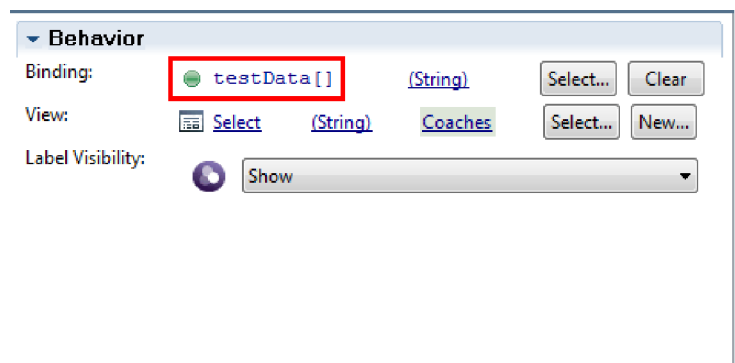 Behavior
Binding: testData[] (String) Select... Clear
View: Select (String) Coaches Select... New...
Label Visibility: Show